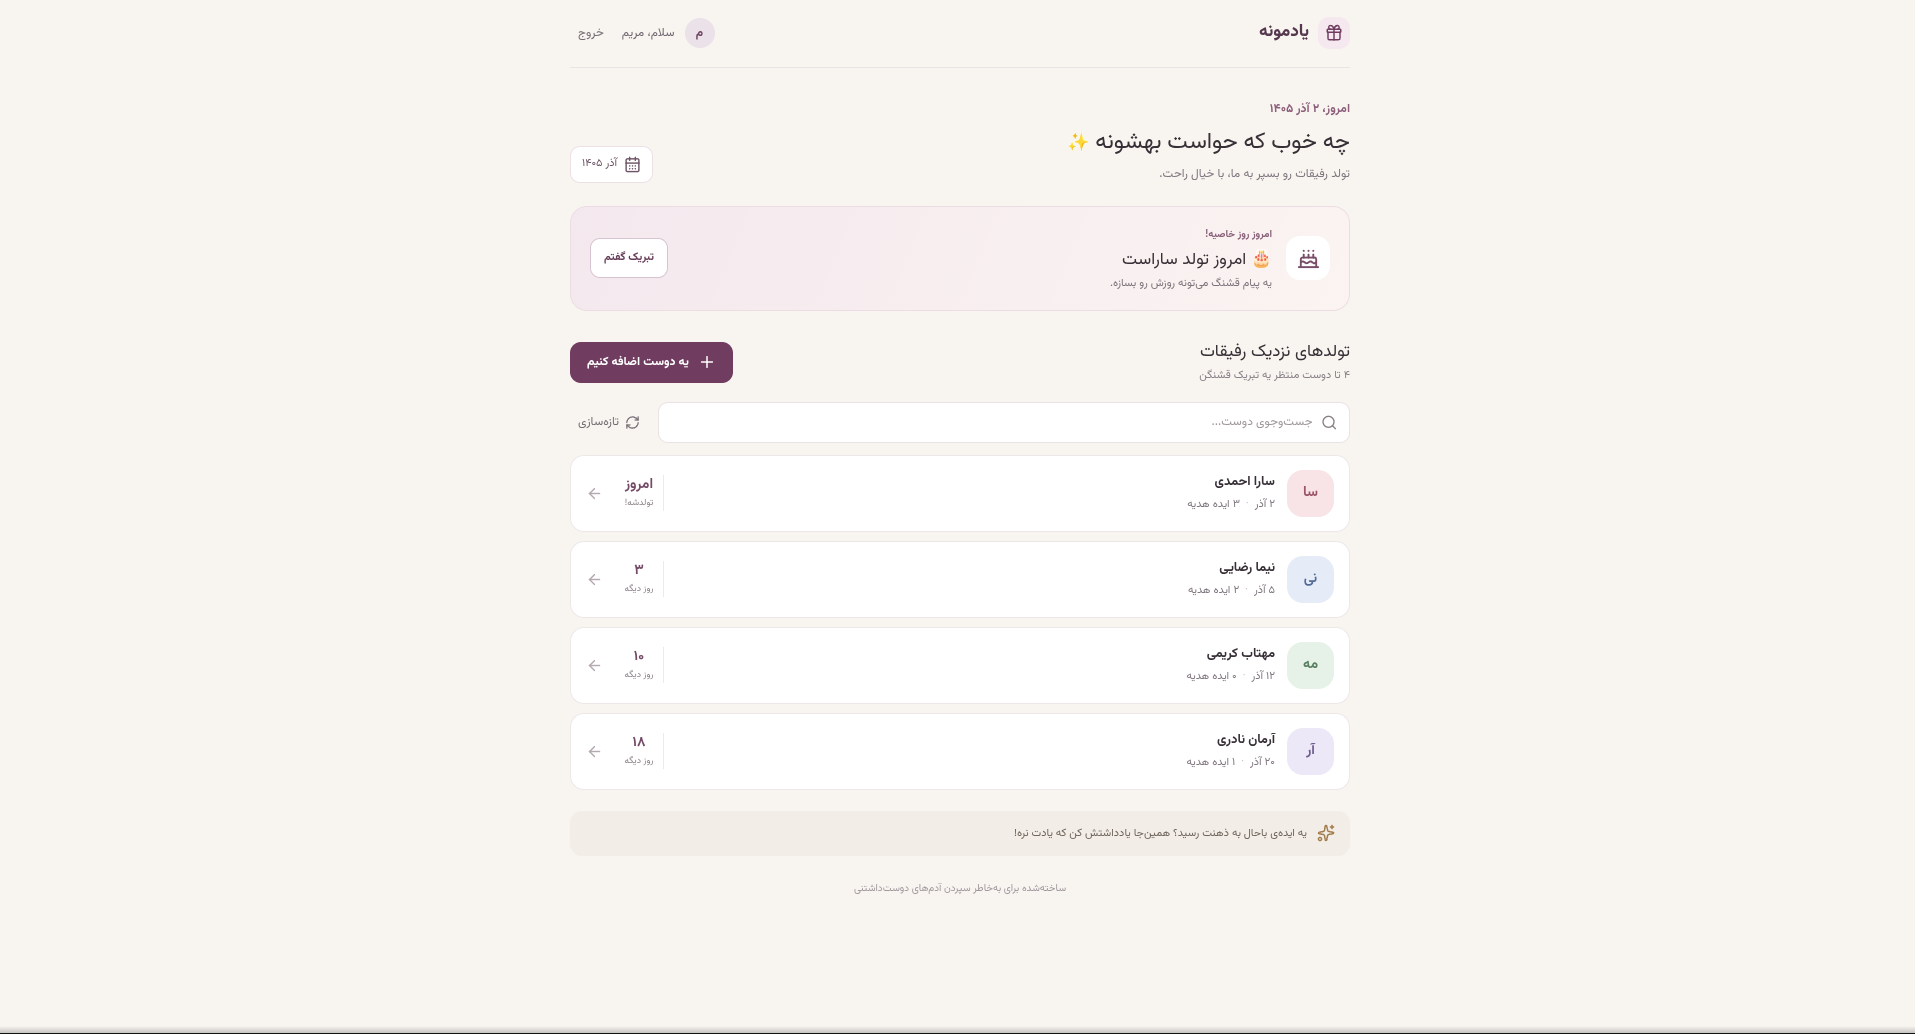 یادمونه
م سلام، مریم خروج
امروز، ۲ آذر ۱۴۰۵
چه خوب که حواست بهشونه ✨
تولد رفیقات رو بسپر به ما، با خیال راحت.
آذر ۱۴۰۵
امروز روز خاصیه!
🎂 امروز تولد ساراست
یه پیام قشنگ می‌تونه روزش رو بسازه.
تبریک گفتم
تولدهای نزدیک رفیقات
۴ تا دوست منتظر یه تبریک قشنگن
یه دوست اضافه کنیم
جست‌وجوی دوست...
تازه‌سازی
سا
سارا احمدی
۲ آذر · ۳ ایده هدیه
امروز
تولدشه!
نی
نیما رضایی
۵ آذر · ۲ ایده هدیه
۳
روز دیگه
مه
مهتاب کریمی
۱۲ آذر · ۰ ایده هدیه
۱۰
روز دیگه
آر
آرمان نادری
۲۰ آذر · ۱ ایده هدیه
۱۸
روز دیگه
یه ایده‌ی باحال به ذهنت رسید؟ همین‌جا یادداشتش کن که یادت نره!
ساخته‌شده برای به‌خاطر سپردن آدم‌های دوست‌داشتنی